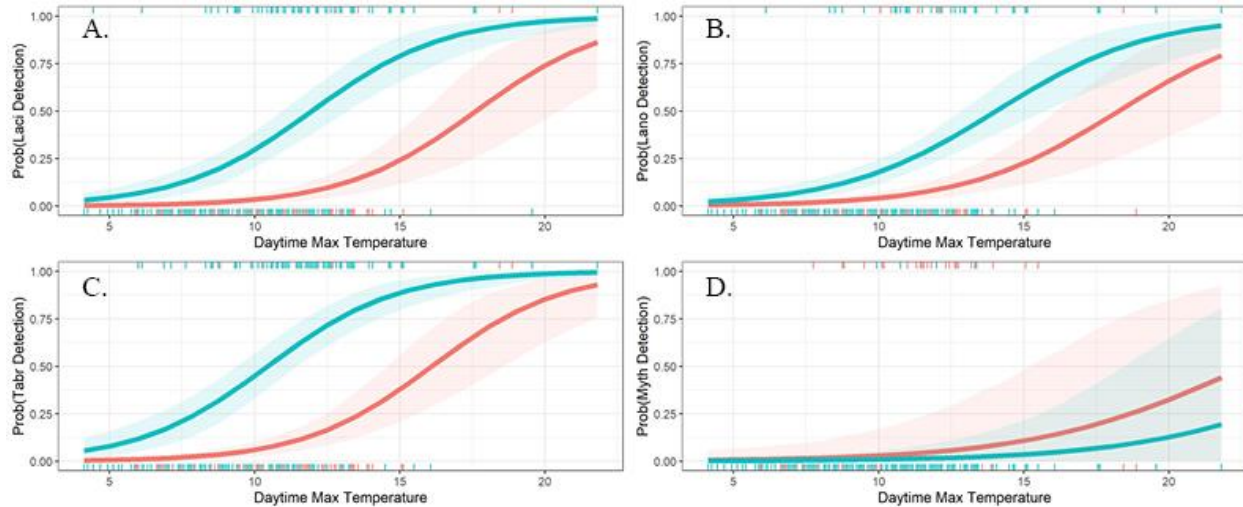 A.
Prob(Laci Detection)
1.00
0.75
0.50
0.25
0.00
5 10 15 20
Daytime Max Temperature
B.
Prob(Lano Detection)
1.00
0.75
0.50
0.25
0.00
5 10 15 20
Daytime Max Temperature
C.
Prob(Tabr Detection)
1.00
0.75
0.50
0.25
0.00
5 10 15 20
Daytime Max Temperature
D.
Prob(Myth Detection)
1.00
0.75
0.50
0.25
0.00
5 10 15 20
Daytime Max Temperature